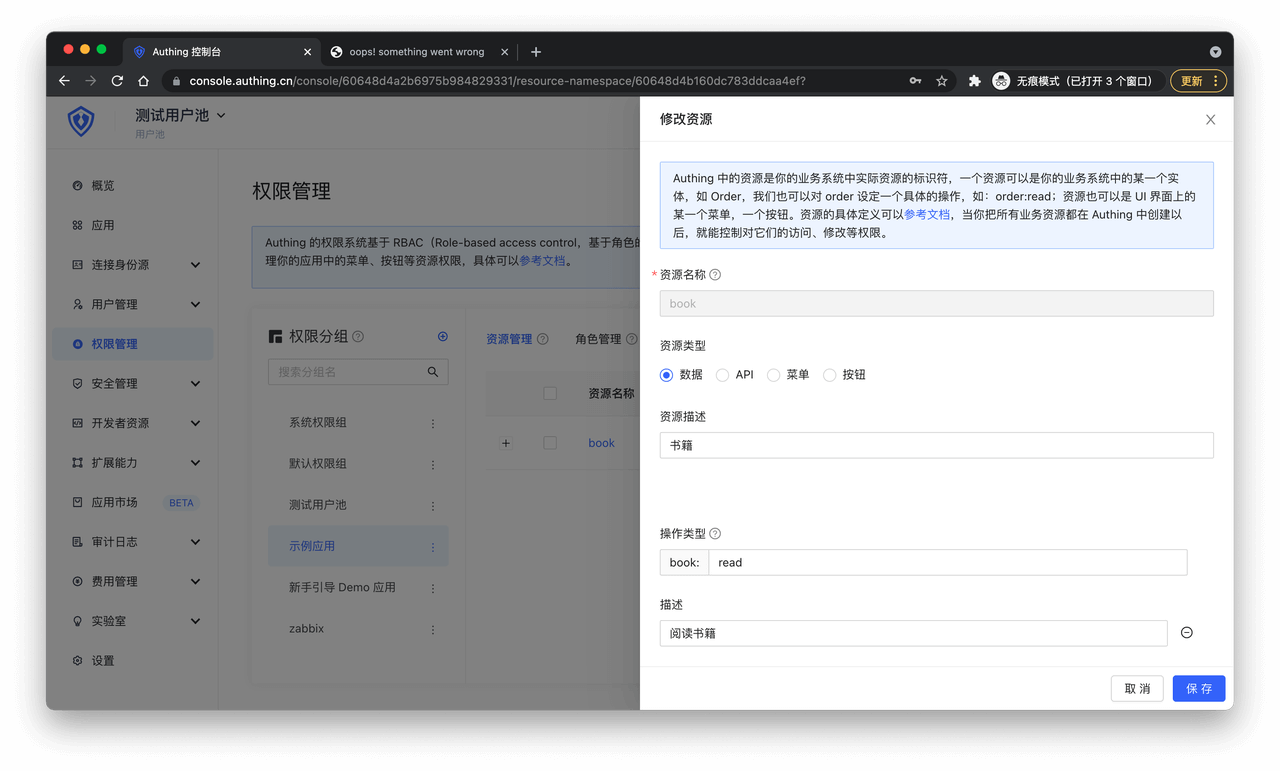 Authing 控制台
oops! something went wrong
console.authing.cn/console/60648d4a2b6975b984829331/resource-namespace/60648d4b160dc783ddcaa4ef?
无痕模式（已打开 3 个窗口）
更新
测试用户池
用户池
概览
应用
连接身份源
用户管理
权限管理
安全管理
开发者资源
扩展能力
应用市场 BETA
审计日志
费用管理
实验室
设置
权限管理
Authing 的权限系统基于 RBAC（Role-based access control，基于角色的
理你的应用中的菜单、按钮等资源权限，具体可以参考文档。
权限分组
搜索分组名
系统权限组
默认权限组
测试用户池
示例应用
新手引导 Demo 应用
zabbix
资源管理
角色管理
资源名称
book
修改资源
Authing 中的资源是你的业务系统中实际资源的标识符，一个资源可以是你的业务系统中的某一个实
体，如 Order，我们也可以对 order 设定一个具体的操作，如：order:read；资源也可以是 UI 界面上的
某一个菜单，一个按钮。资源的具体定义可以参考文档，当你把所有业务资源都在 Authing 中创建以
后，就能控制对它们的访问、修改等权限。
* 资源名称
book
资源类型
数据 API 菜单 按钮
资源描述
书籍
操作类型
book: read
描述
阅读书籍
取 消
保 存